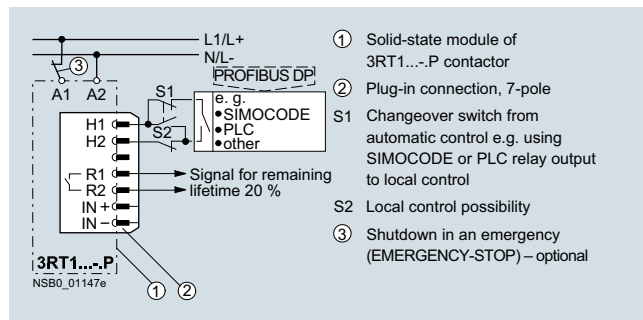 L1/L+
N/L-
③
PROFIBUS DP
A1 A2
S1
e. g.
● SIMOCODE
● PLC
● other
H1
S2
H2
R1
Signal for remaining
R2
lifetime 20 %
IN +
IN −
3RT1...-.P
NSB0_01147e
① ②
① Solid-state module of
3RT1...-.P contactor
② Plug-in connection, 7-pole
S1 Changeover switch from
automatic control e.g. using
SIMOCODE or PLC relay output
to local control
S2 Local control possibility
③ Shutdown in an emergency
(EMERGENCY-STOP) – optional